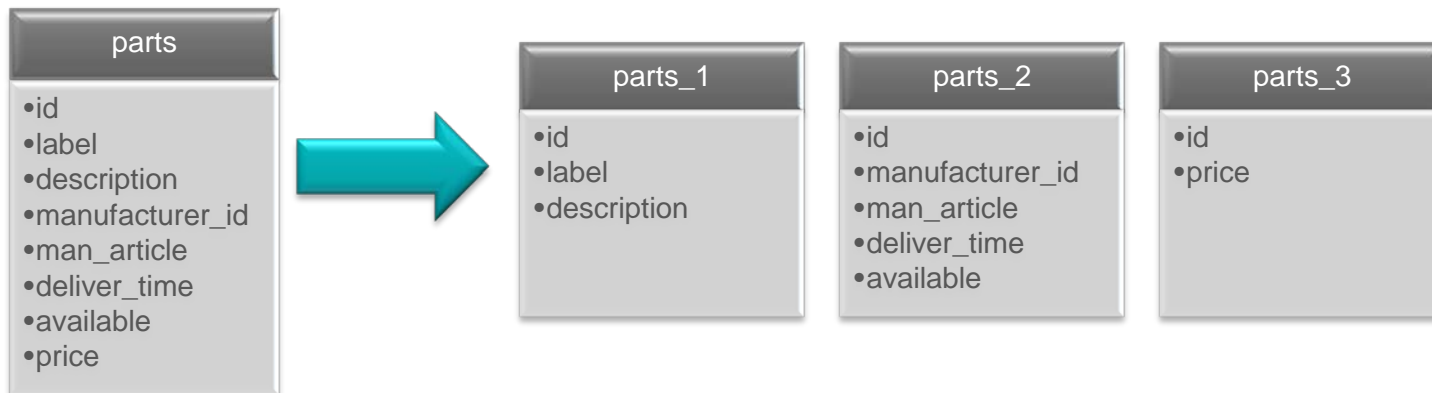 parts
•id
•label
•description
•manufacturer_id
•man_article
•deliver_time
•available
•price
parts_1
•id
•label
•description
parts_2
•id
•manufacturer_id
•man_article
•deliver_time
•available
parts_3
•id
•price